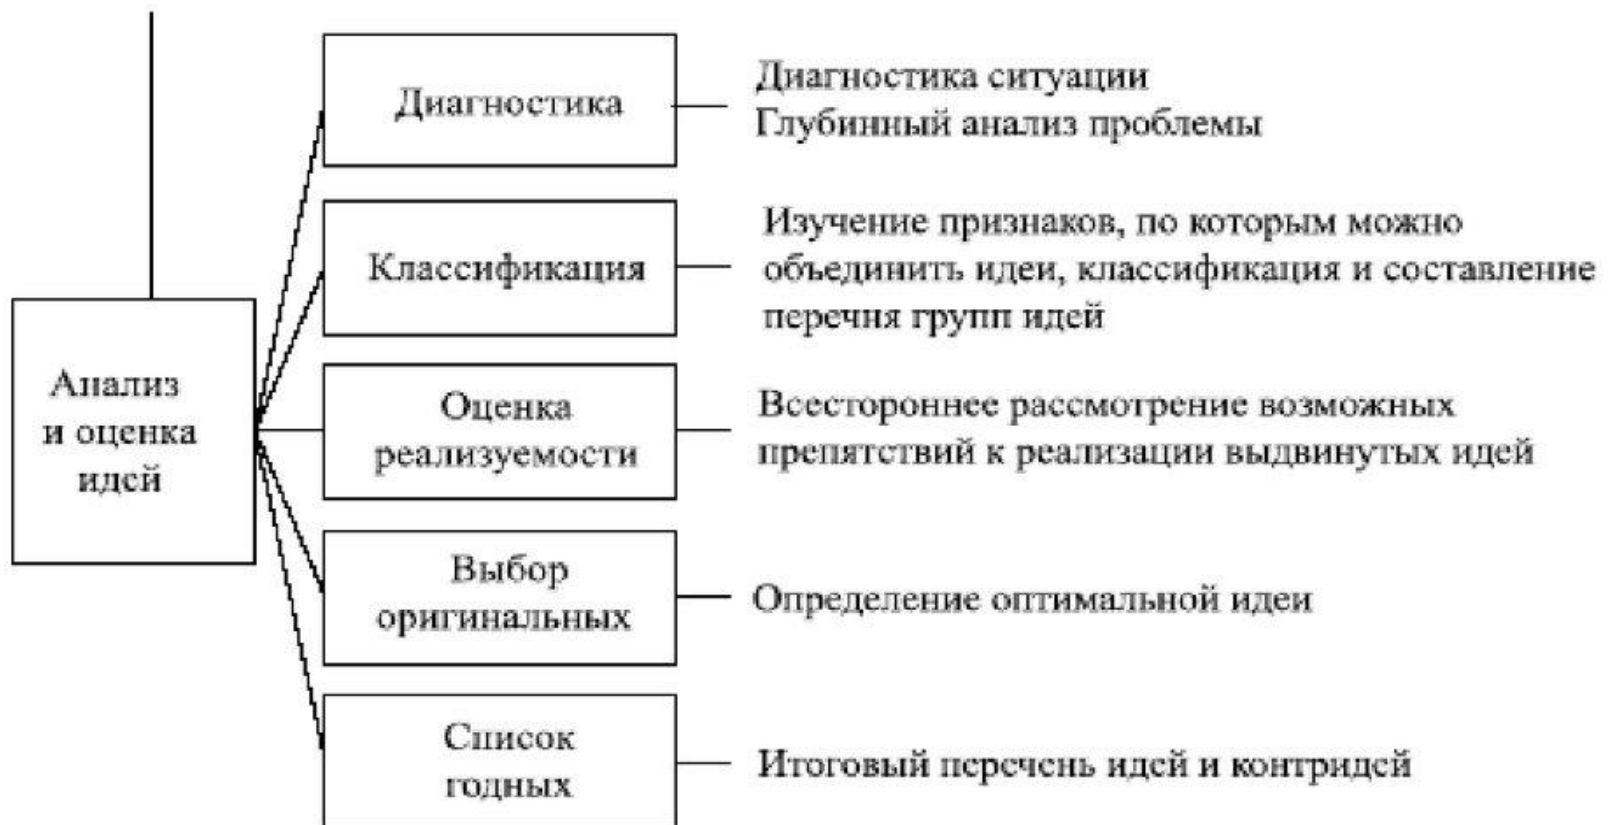 Диагностика
Диагностика ситуации
Глубинный анализ проблемы
Классификация
Изучение признаков, по которым можно
объединить идеи, классификация и составление
перечня групп идей
Анализ
и оценка
идей
Оценка
реализуемости
Всестороннее рассмотрение возможных
препятствий к реализации выдвинутых идей
Выбор
оригинальных
Определение оптимальной идеи
Список
годных
Итоговый перечень идей и контридей